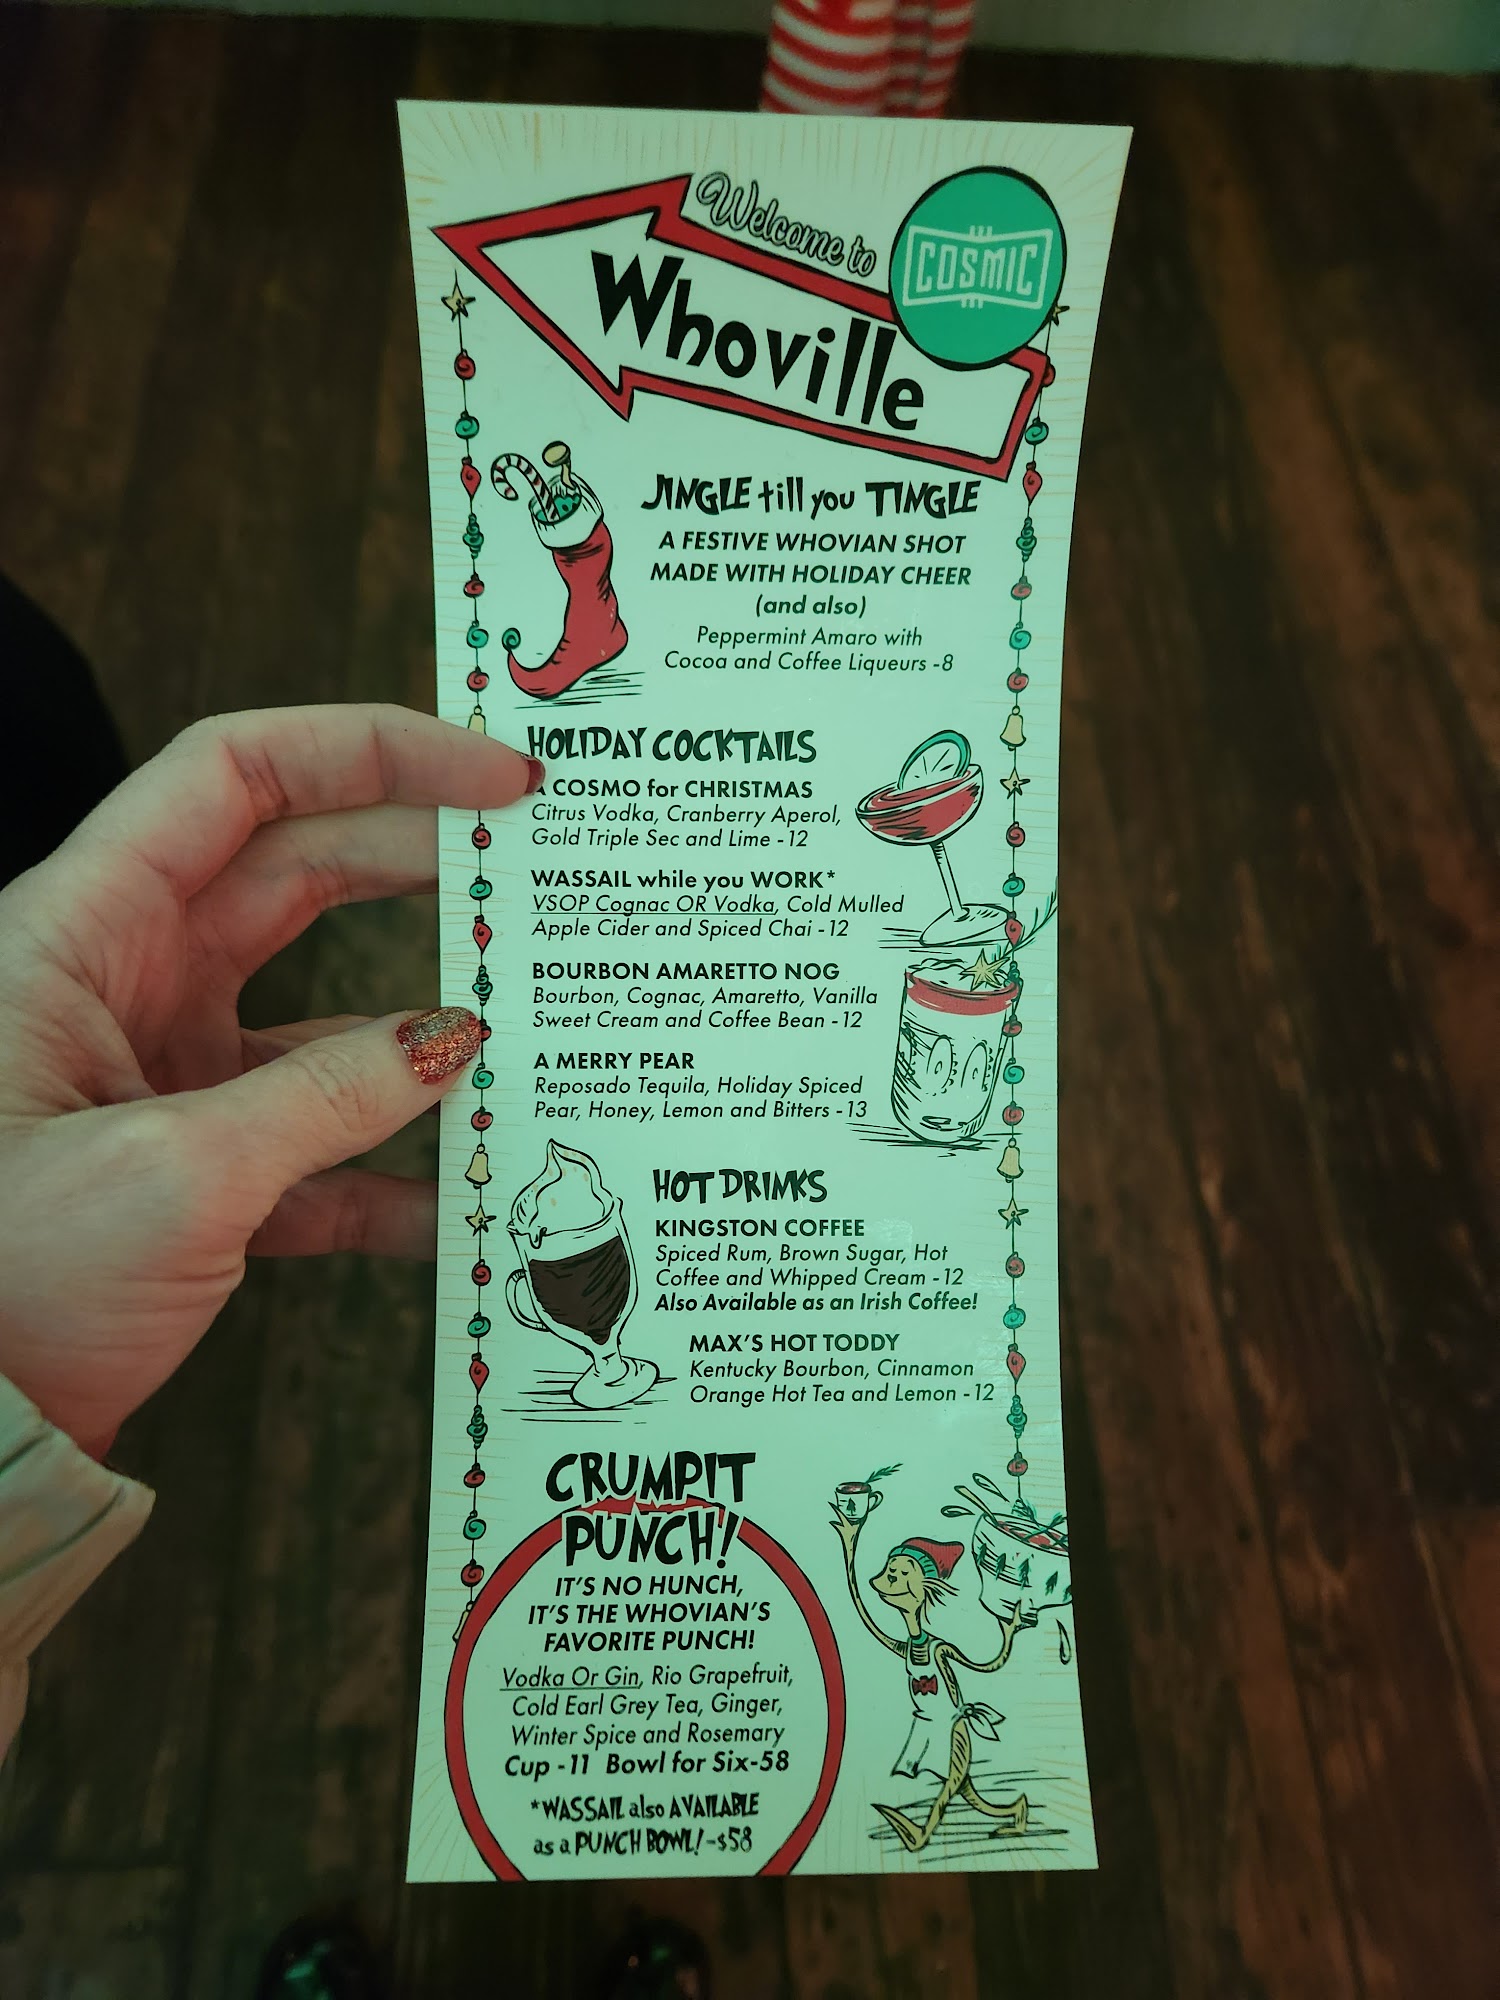 Welcome to
COSMIC
Whoville
JINGLE till you TINGLE
A FESTIVE WHOVIAN SHOT
MADE WITH HOLIDAY CHEER
(and also)
Peppermint Amaro with
Cocoa and Coffee Liqueurs -8
HOLIDAY COCKTAILS
A COSMO for CHRISTMAS
Citrus Vodka, Cranberry Aperol,
Gold Triple Sec and Lime -12
WASSAIL while you WORK*
VSOP Cognac OR Vodka, Cold Mulled
Apple Cider and Spiced Chai -12
BOURBON AMARETTO NOG
Bourbon, Cognac, Amaretto, Vanilla
Sweet Cream and Coffee Bean -12
A MERRY PEAR
Reposado Tequila, Holiday Spiced
Pear, Honey, Lemon and Bitters -13
HOT DRINKS
KINGSTON COFFEE
Spiced Rum, Brown Sugar, Hot
Coffee and Whipped Cream -12
Also Available as an Irish Coffee!
MAX'S HOT TODDY
Kentucky Bourbon, Cinnamon
Orange Hot Tea and Lemon -12
CRUMPIT
PUNCH!
IT'S NO HUNCH,
IT'S THE WHOVIAN'S
FAVORITE PUNCH!
Vodka Or Gin, Rio Grapefruit,
Cold Earl Grey Tea, Ginger,
Winter Spice and Rosemary
Cup -11 Bowl for Six-58
*WASSAIL also AVAILABLE
as a PUNCH BOWL! -$58